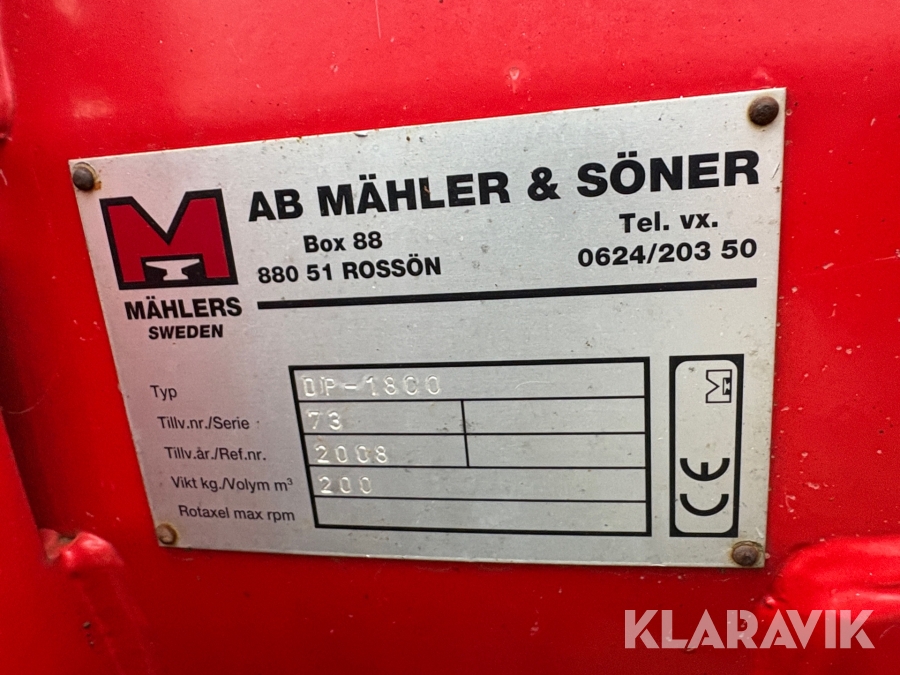 AB MÄHLER & SÖNER
Box 88
880 51 ROSSÖN
Tel. vx.
0624/203 50
MÄHLERS
SWEDEN
Typ DP-1800
Tillv.nr./Serie 73
Tillv.år./Ref.nr. 2008
Vikt kg./Volym m³ 200
Rotaxel max rpm
M
CE
KLARAVIK